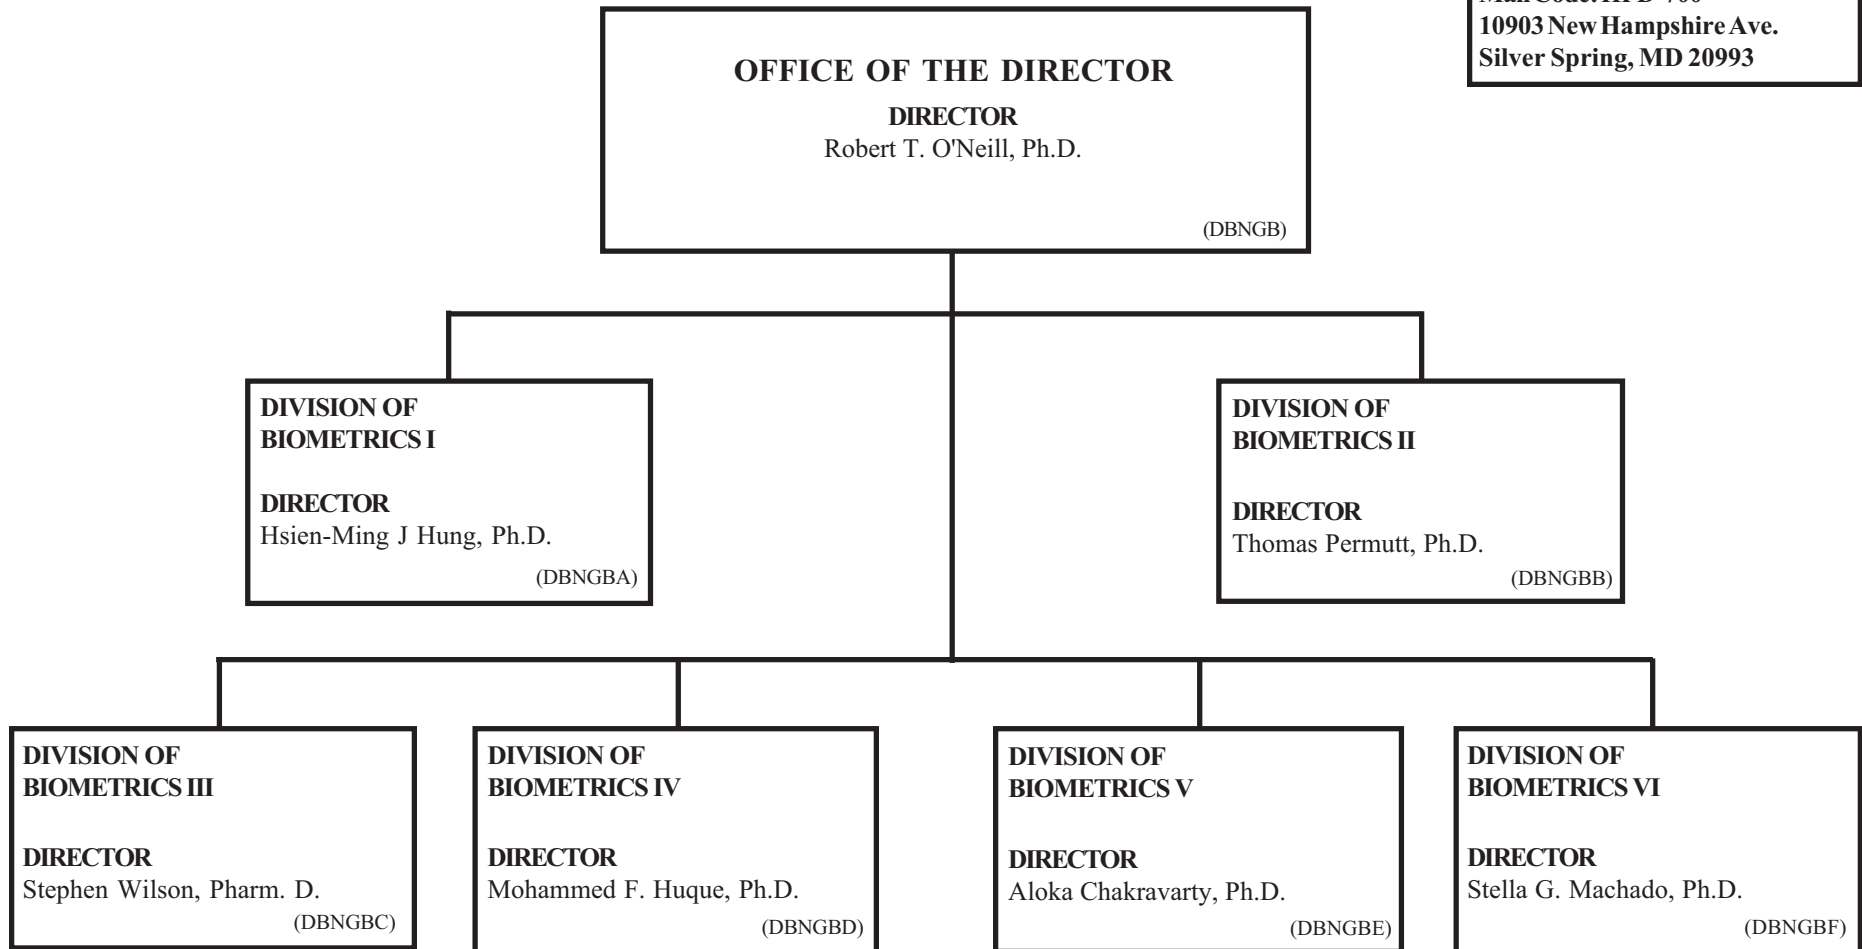 10903 New Hampshire Ave.
Silver Spring, MD 20993
OFFICE OF THE DIRECTOR
DIRECTOR
Robert T. O'Neill, Ph.D.
(DBNGB)
DIVISION OF
BIOMETRICS I
DIRECTOR
Hsien-Ming J Hung, Ph.D.
(DBNGBA)
DIVISION OF
BIOMETRICS II
DIRECTOR
Thomas Permutt, Ph.D.
(DBNGBB)
DIVISION OF
BIOMETRICS III
DIRECTOR
Stephen Wilson, Pharm. D.
(DBNGBC)
DIVISION OF
BIOMETRICS IV
DIRECTOR
Mohammed F. Huque, Ph.D.
(DBNGBD)
DIVISION OF
BIOMETRICS V
DIRECTOR
Aloka Chakravarty, Ph.D.
(DBNGBE)
DIVISION OF
BIOMETRICS VI
DIRECTOR
Stella G. Machado, Ph.D.
(DBNGBF)